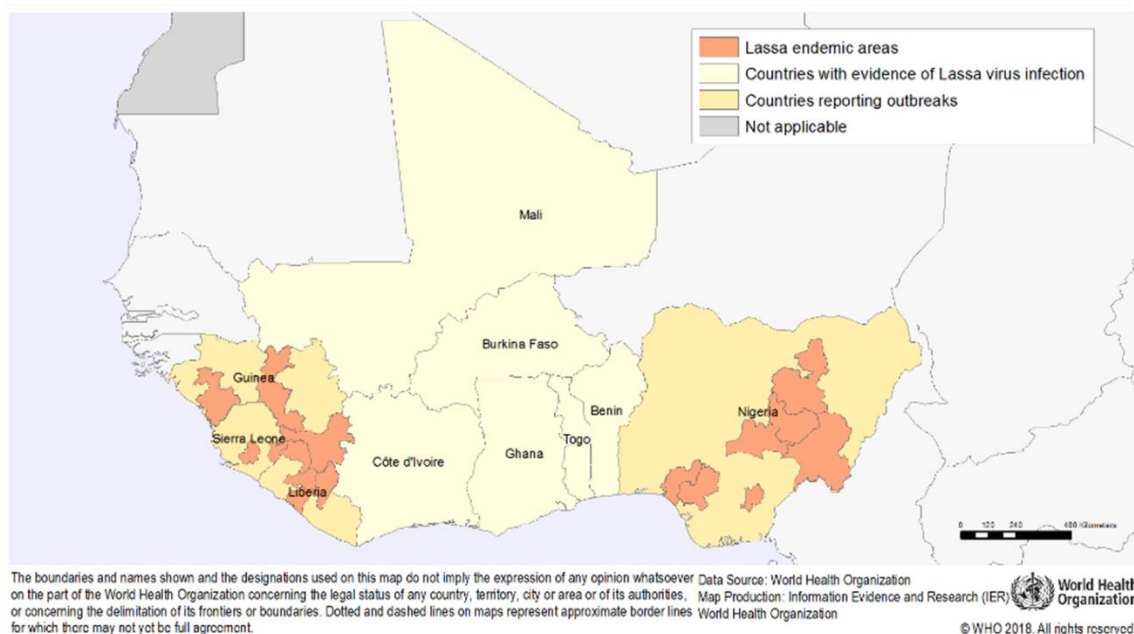 Lassa endemic areas
Countries with evidence of Lassa virus infection
Countries reporting outbreaks
Not applicable
Mali
Burkina Faso
Guinea
Benin
Nigeria
Sierra Leone
Togo
Ghana
Côte d'Ivoire
Liberia
0 120 240 480 Kilometers
The boundaries and names shown and the designations used on this map do not imply the expression of any opinion whatsoever
on the part of the World Health Organization concerning the legal status of any country, territory, city or area or of its authorities,
or concerning the delimitation of its frontiers or boundaries. Dotted and dashed lines on maps represent approximate border lines
for which there may not yet be full agreement.
Data Source: World Health Organization
Map Production: Information Evidence and Research (IER)
World Health Organization
World Health
Organization
© WHO 2018. All rights reserved